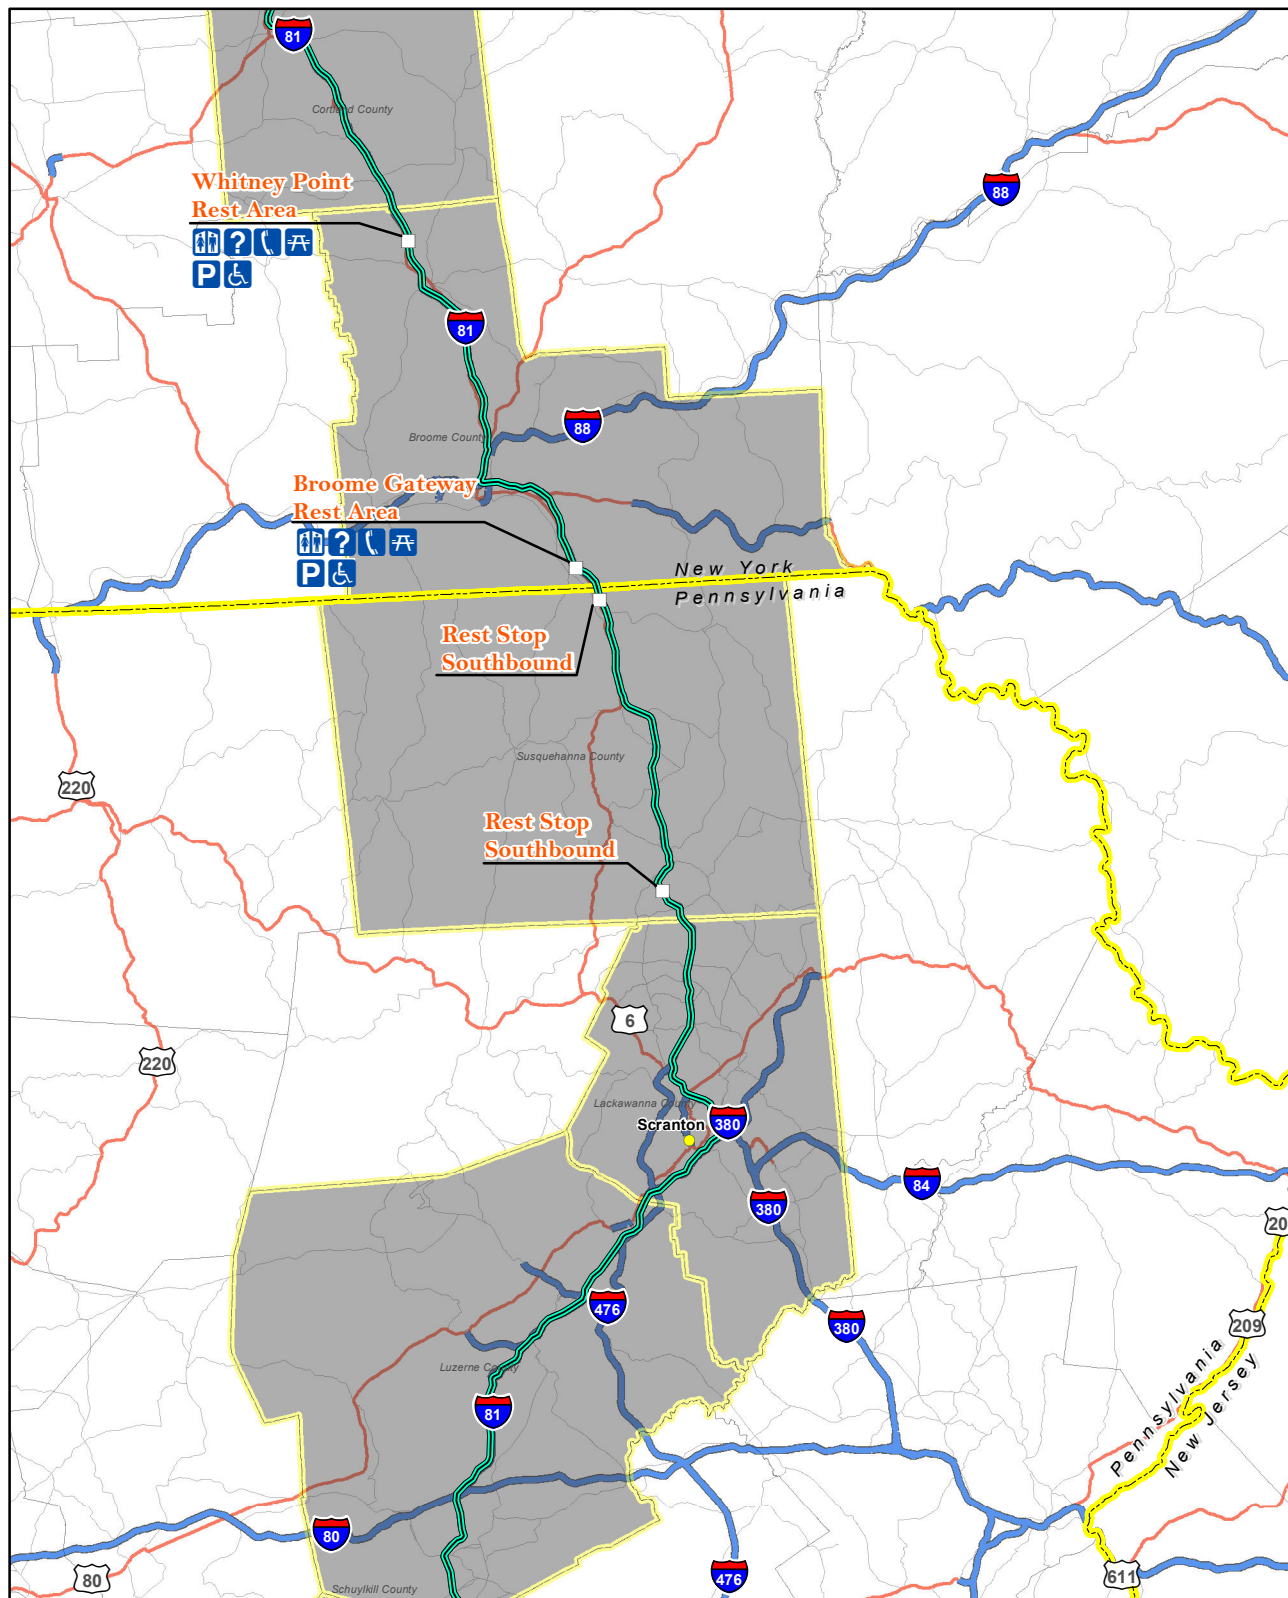 81
Cortland County
Whitney Point
Rest Area
?
P
88
81
88
Broome County
Broome Gateway
Rest Area
?
P
New York
Pennsylvania
Rest Stop
Southbound
Susquehanna County
220
Rest Stop
Southbound
6
220
Lackawanna County
Scranton
380
84
380
20
476
380
209
Luzerne County
Pennsylvania
New Jersey
81
80
80
476
611
Schuylkill County